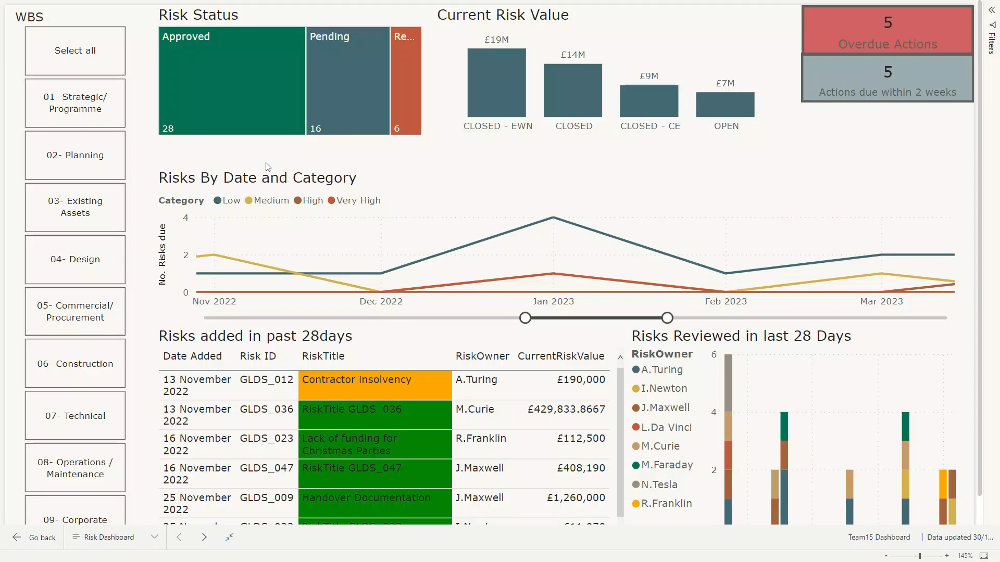 WBS
Select all
01- Strategic/
Programme
02- Planning
03- Existing
Assets
04- Design
05- Commercial/
Procurement
06- Construction
07- Technical
08- Operations /
Maintenance
09- Corporate
Risk Status
Approved
28
Pending
16
Re...
6
Current Risk Value
£19M
£14M
£9M
£7M
CLOSED - EWN
CLOSED
CLOSED - CE
OPEN
5
Overdue Actions
5
Actions due within 2 weeks
Filters
Risks By Date and Category
Category Low Medium High Very High
No. Risks due
4
2
0
Nov 2022 Dec 2022 Jan 2023 Feb 2023 Mar 2023
Risks added in past 28days
Date Added Risk ID RiskTitle RiskOwner CurrentRiskValue
13 November GLDS_012 Contractor insolvency A.Turing £190,000
2022
13 November GLDS_036 RiskTitle GLDS_036 M.Curie £429,833.8667
2022
16 November GLDS_023 Lack of funding for R.Franklin £112,500
2022 Christmas Parties
16 November GLDS_047 RiskTitle GLDS_047 J.Maxwell £408,190
2022
25 November GLDS_009 Handover Documentation J.Maxwell £1,260,000
2022
Risks Reviewed in last 28 Days
RiskOwner
A.Turing
I.Newton
J.Maxwell
L.Da Vinci
M.Curie
M.Faraday
N.Tesla
R.Franklin
6
4
2
Go back
Risk Dashboard
Team15 Dashboard | Data updated 30/1...
- + 145%